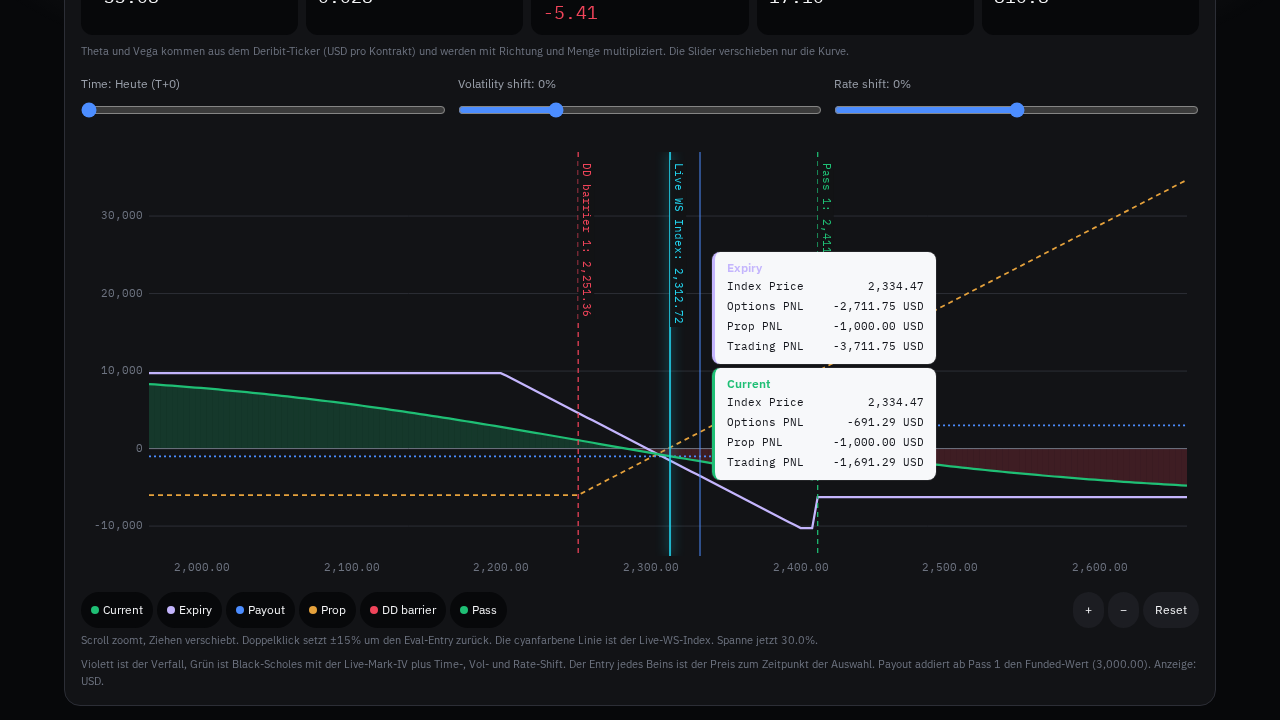 -5.41
Theta und Vega kommen aus dem Deribit-Ticker (USD pro Kontrakt) und werden mit Richtung und Menge multipliziert. Die Slider verschieben nur die Kurve.
Time: Heute (T+0)
Volatility shift: 0%
Rate shift: 0%
30,000
20,000
10,000
0
-10,000
DD barrier 1: 2,251.36
Live WS Index: 2,312.72
Pass 1: 2,411
Expiry
Index Price 2,334.47
Options PNL -2,711.75 USD
Prop PNL -1,000.00 USD
Trading PNL -3,711.75 USD
Current
Index Price 2,334.47
Options PNL -691.29 USD
Prop PNL -1,000.00 USD
Trading PNL -1,691.29 USD
2,000.00 2,100.00 2,200.00 2,300.00 2,400.00 2,500.00 2,600.00
Current Expiry Payout Prop DD barrier Pass + − Reset
Scroll zoomt, Ziehen verschiebt. Doppelklick setzt ±15% um den Eval-Entry zurück. Die cyanfarbene Linie ist der Live-WS-Index. Spanne jetzt 30.0%.
Violett ist der Verfall, Grün ist Black-Scholes mit der Live-Mark-IV plus Time-, Vol- und Rate-Shift. Der Entry jedes Beins ist der Preis zum Zeitpunkt der Auswahl. Payout addiert ab Pass 1 den Funded-Wert (3,000.00). Anzeige:
USD.